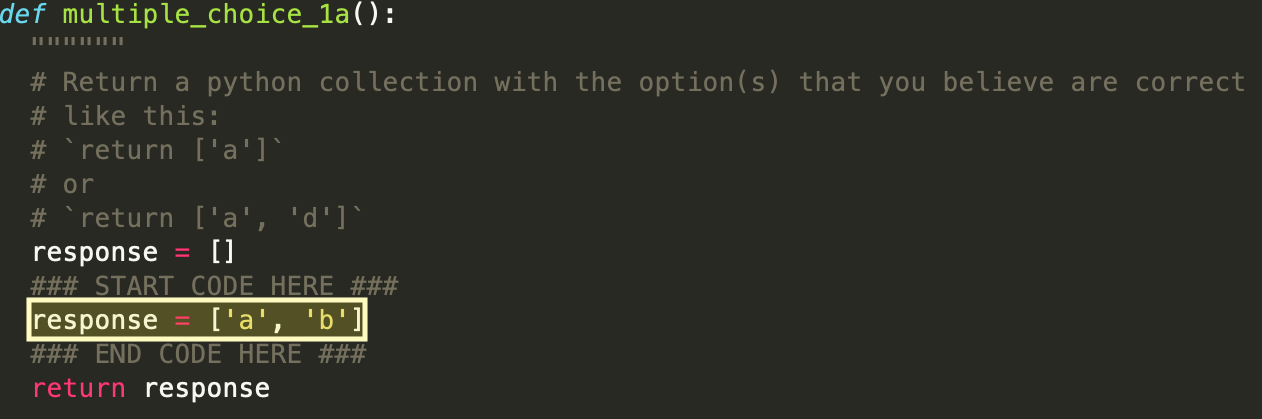 def multiple_choice_1a():
""""""
# Return a python collection with the option(s) that you believe are correct
# like this:
# `return ['a']`
# or
# `return ['a', 'd']`
response = []
### START CODE HERE ###
response = ['a', 'b']
### END CODE HERE ###
return response